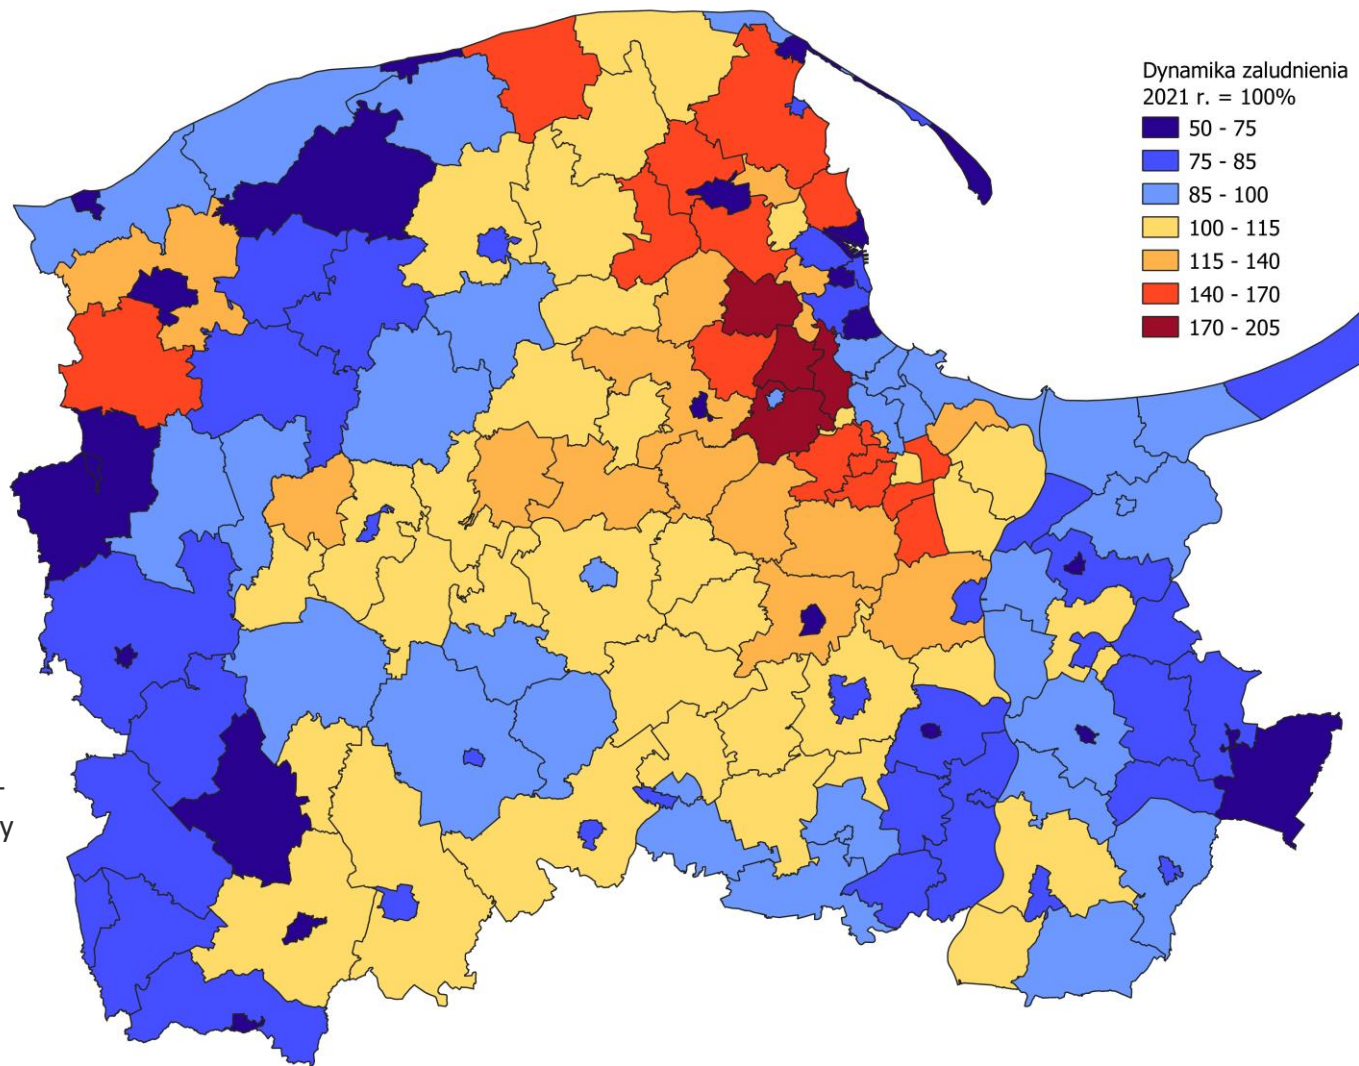 Dynamika zaludnienia
2021 r. = 100%
50 - 75
75 - 85
85 - 100
100 - 115
115 - 140
140 - 170
170 - 205
-
y